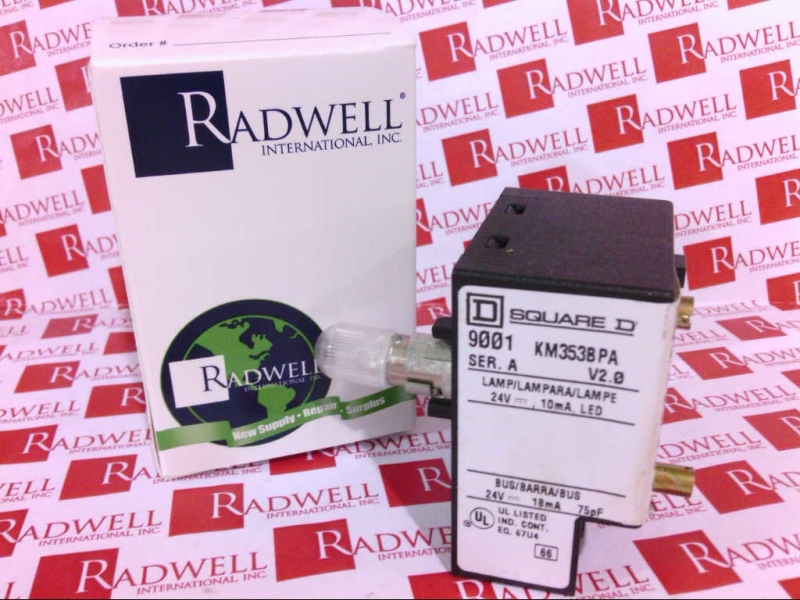 Order #
RADWELL®
INTERNATIONAL, INC.
RADWELL
INTERNATIONAL, INC.
New Supply • Repair • Surplus
D SQUARE D
9001 KM353BPA
SER. A V2.0
LAMP/LAMPARA/LAMPE
24V ⎓ 10mA, LED
BUS/BARRA/BUS
24V ⎓ 18mA 75pF
UL ® UL LISTED
IND. CONT.
EQ. 67U4
66